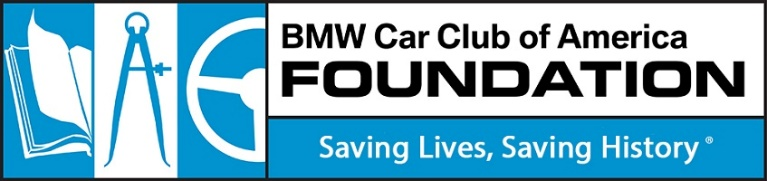 BMW Car Club of America
FOUNDATION
Saving Lives, Saving History®